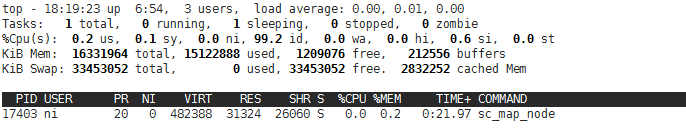 top - 18:19:23 up  6:54,  3 users,  load average: 0.00, 0.01, 0.00
Tasks:   1 total,   0 running,   1 sleeping,   0 stopped,   0 zombie
%Cpu(s):  0.2 us,  0.1 sy,  0.0 ni, 99.2 id,  0.0 wa,  0.0 hi,  0.6 si,  0.0 st
KiB Mem:  16331964 total, 15122888 used,  1209076 free,   212556 buffers
KiB Swap: 33453052 total,        0 used, 33453052 free.  2832252 cached Mem
  PID USER      PR  NI    VIRT    RES    SHR S  %CPU %MEM     TIME+ COMMAND
17403 ni        20   0  482388  31324  26060 S   0.0  0.2   0:21.97 sc_map_node